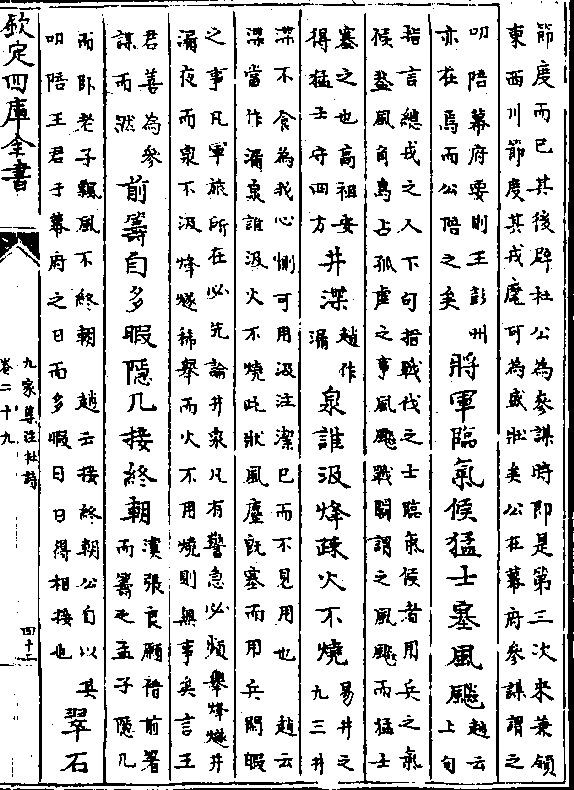 節度而已其後辟杜公為參謀時即是第三次來兼領
東西川節度其戎麾可為盛壯矣公在幕府參謀謂之
叨陪幕府要則王彭州
亦在焉而公陪之矣
將軍臨氣候猛士塞風飈
趙云
上句
指言總戎之人下句指戰伐之士臨氣候者用兵之氣
候蓋風角鳥占孤虛之事風飈戰鬭謂之風飈而猛士
塞之也高祖安
得猛士守四方
井渫
趙作
漏
泉誰汲烽疎火不燒
易井之
九三井
渫不食為我心惻可用汲注潔已而不見用也 趙云
渫當作漏泉誰汲火不燒此狀風塵既塞而用兵閒暇
之事凡軍旅所在必先論井泉凡有警急必頻舉烽燧井
漏夜而泉不汲烽燧稀舉而火不用燒則無事矣言王
君善為參
謀而然
前籌自多暇隱几接終朝
漢張良願借前箸
而籌之孟子隱几
而卧老子飄風不終朝 趙云接終朝公自以其
叨陪王君于幕府之日而多暇日日得相接也
翠石
欽定四庫全書
九家集注杜詩
卷二十九
四十二